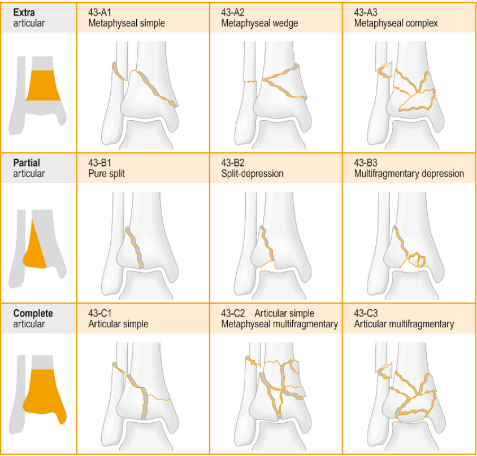 Extra
articular
43-A1
Metaphyseal simple
43-A2
Metaphyseal wedge
43-A3
Metaphyseal complex
Partial
articular
43-B1
Pure split
43-B2
Split-depression
43-B3
Multifragmentary depression
Complete
articular
43-C1
Articular simple
43-C2 Articular simple
Metaphyseal multifragmentary
43-C3
Articular multifragmentary